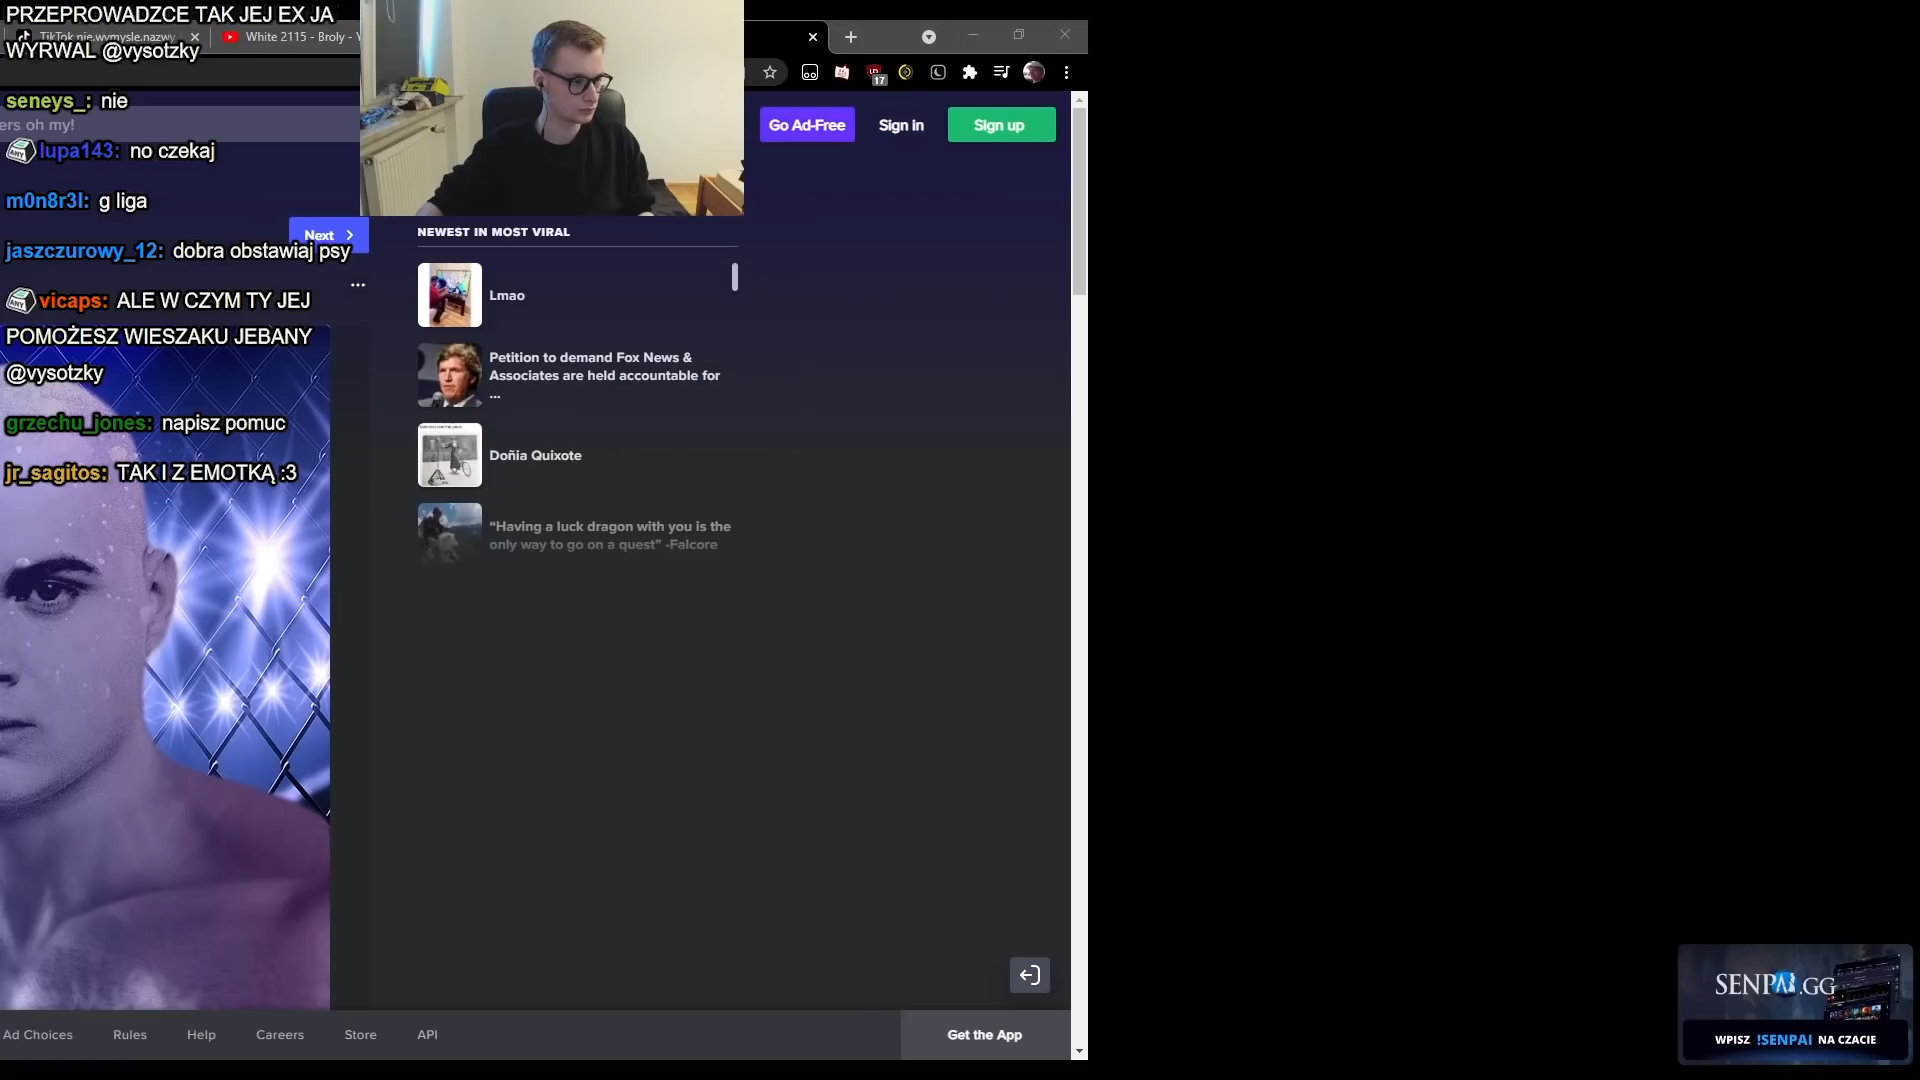 PRZEPROWADZCE TAK JEJ EX JA
WYRWAL @vysotzky
TikTok nie.wymysle.nazwy
White 2115 - Broly - Y
seneys_: nie
ers oh my!
lupa143: no czekaj
m0n8r3l: g liga
Next
jaszczurowy_12: dobra obstawiaj psy
vicaps: ALE W CZYM TY JEJ
POMOŻESZ WIESZAKU JEBANY
@vysotzky
grzechu_jones: napisz pomuc
jr_sagitos: TAK I Z EMOTKĄ :3
17
Go Ad-Free
Sign in
Sign up
NEWEST IN MOST VIRAL
Lmao
Petition to demand Fox News &
Associates are held accountable for
...
Doñia Quixote
“Having a luck dragon with you is the
only way to go on a quest” -Falcore
Ad Choices
Rules
Help
Careers
Store
API
Get the App
SENPAI.GG
WPISZ !SENPAI NA CZACIE